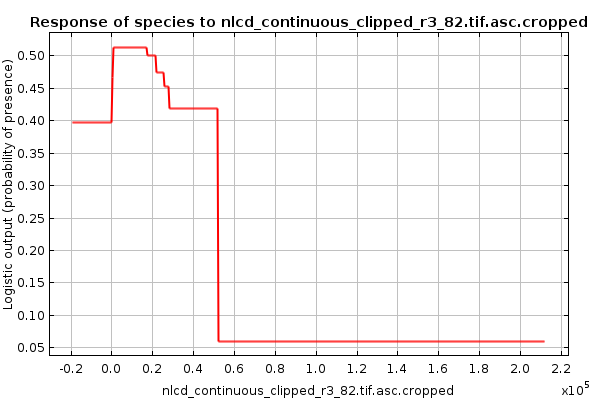 Response of species to nlcd_continuous_clipped_r3_82.tif.asc.cropped
Logistic output (probability of presence)
0.50
0.45
0.40
0.35
0.30
0.25
0.20
0.15
0.10
0.05
-0.2 0.0 0.2 0.4 0.6 0.8 1.0 1.2 1.4 1.6 1.8 2.0 2.2
nlcd_continuous_clipped_r3_82.tif.asc.cropped x10^5